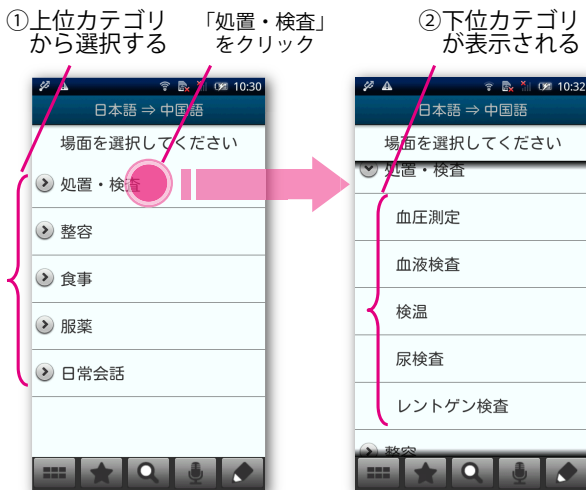 ①上位カテゴリ
から選択する
「処置・検査」
をクリック
②下位カテゴリ
が表示される
10:30
日本語 ⇒ 中国語
場面を選択してください
処置・検査
整容
食事
服薬
日常会話
10:32
日本語 ⇒ 中国語
場面を選択してください
処置・検査
血圧測定
血液検査
検温
尿検査
レントゲン検査
整容